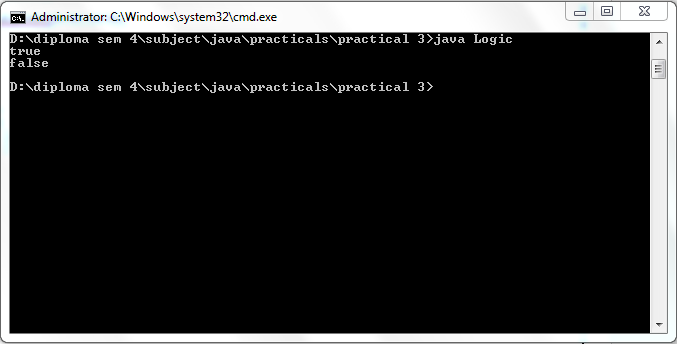 Administrator: C:\Windows\system32\cmd.exe
D:\diploma sem 4\subject\java\practicals\practical 3>java Logic
true
false
D:\diploma sem 4\subject\java\practicals\practical 3>